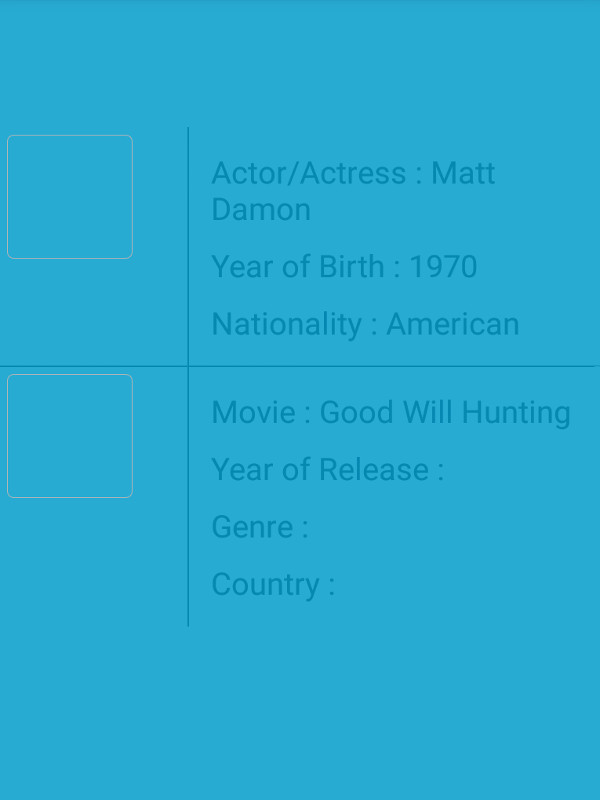 Actor/Actress : Matt
Damon
Year of Birth : 1970
Nationality : American
Movie : Good Will Hunting
Year of Release :
Genre :
Country :